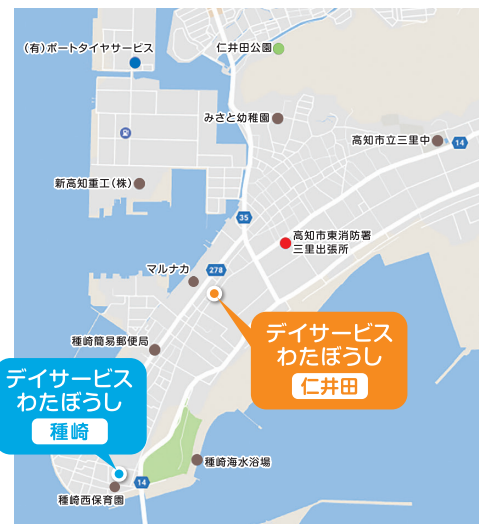 (有)ポートタイヤサービス
仁井田公園
みさと幼稚園
高知市立三里中
14
新高知重工(株)
35
高知市東消防署
三里出張所
マルナカ
278
デイサービス
わたぼうし
仁井田
種崎簡易郵便局
デイサービス
わたぼうし
種崎
種崎海水浴場
14
種崎西保育園